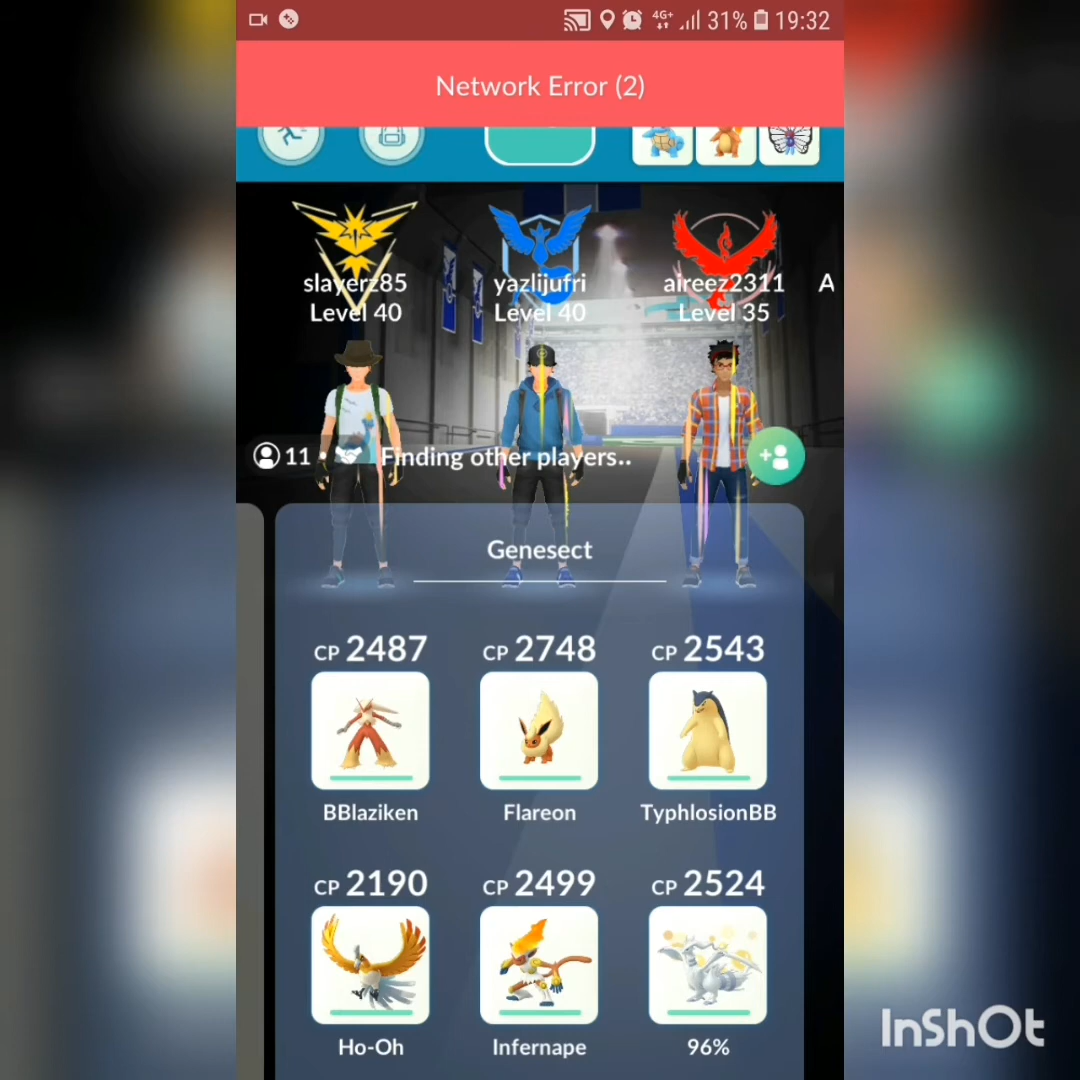 4G+ 31% 19:32
Network Error (2)
slayerz85 yazlijufri aireez2311 A
Level 40 Level 40 Level 35
11 • Finding other players..
Genesect
CP 2487 CP 2748 CP 2543
BBlaziken Flareon TyphlosionBB
CP 2190 CP 2499 CP 2524
Ho-Oh Infernape 96%
InShOt